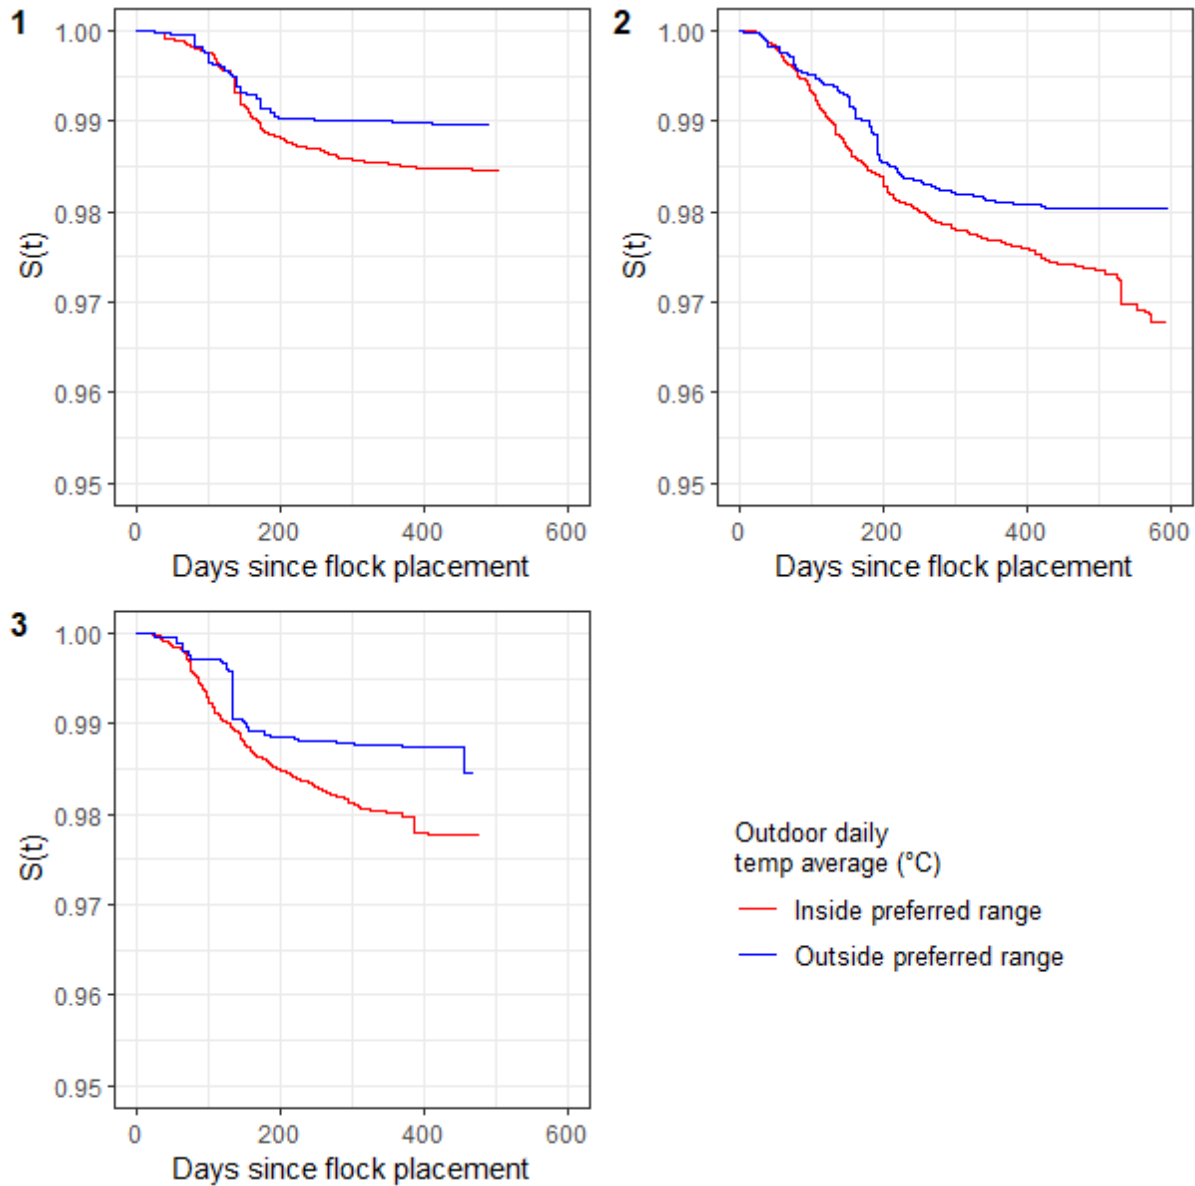 1
1.00
0.99
0.98
0.97
0.96
0.95
S(t)
0 200 400 600
Days since flock placement
2
1.00
0.99
0.98
0.97
0.96
0.95
S(t)
0 200 400 600
Days since flock placement
3
1.00
0.99
0.98
0.97
0.96
0.95
S(t)
0 200 400 600
Days since flock placement
Outdoor daily
temp average (°C)
Inside preferred range
Outside preferred range